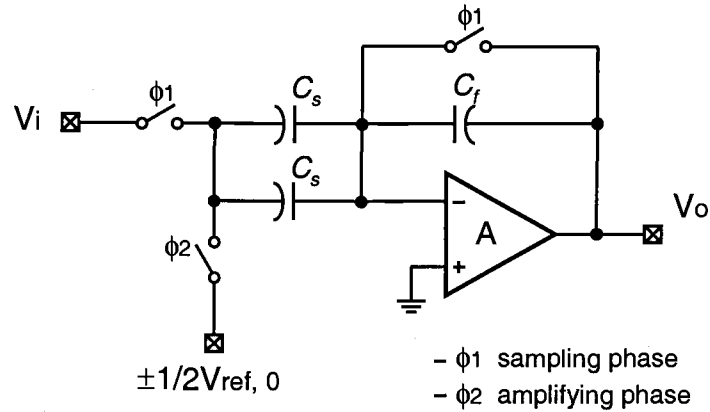 ϕ1
Cs
Cf
Vi
ϕ1
Cs
ϕ2
−
A
+
Vo
±1/2Vref, 0
− ϕ1 sampling phase
− ϕ2 amplifying phase